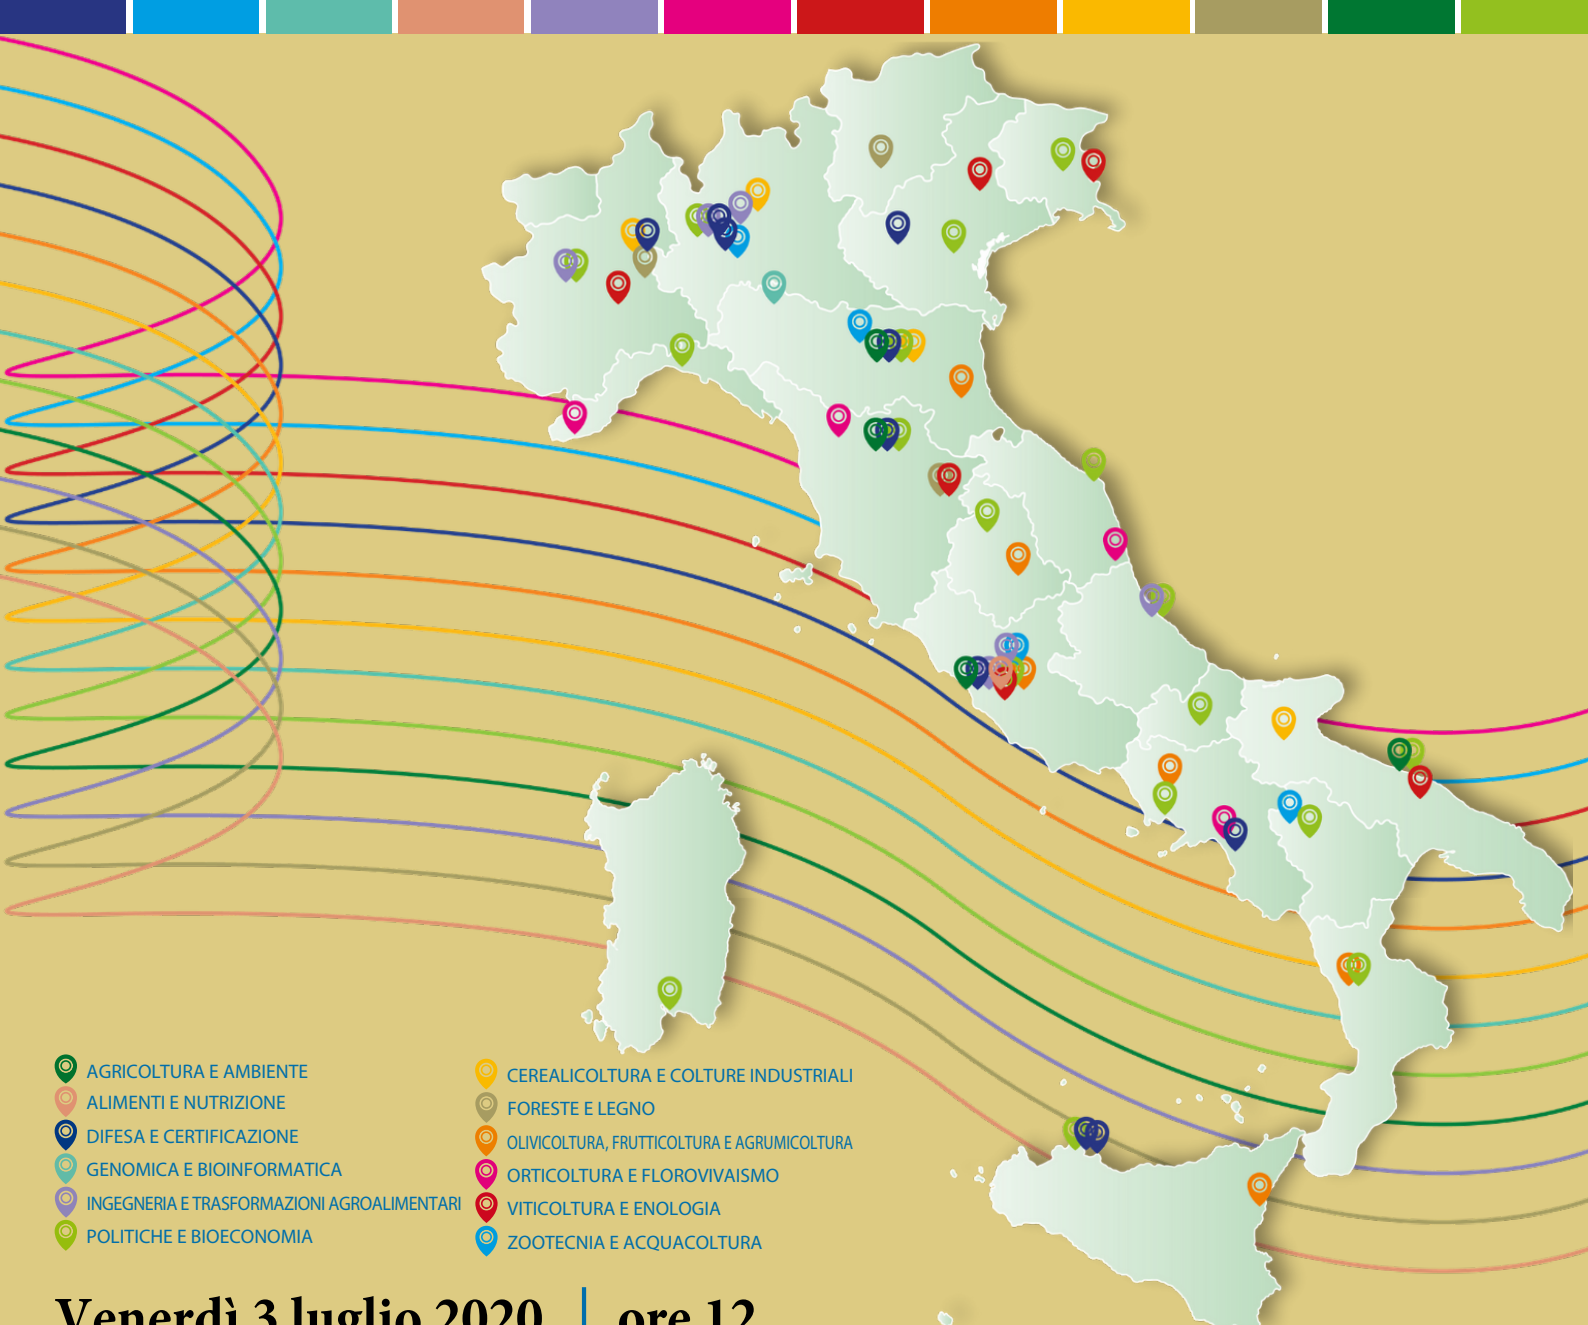 AGRICOLTURA E AMBIENTE
ALIMENTI E NUTRIZIONE
DIFESA E CERTIFICAZIONE
GENOMICA E BIOINFORMATICA
INGEGNERIA E TRASFORMAZIONI AGROALIMENTARI
POLITICHE E BIOECONOMIA
CEREALICOLTURA E COLTURE INDUSTRIALI
FORESTE E LEGNO
OLIVICOLTURA, FRUTTICOLTURA E AGRUMICOLTURA
ORTICOLTURA E FLOROVIVAISMO
VITICOLTURA E ENOLOGIA
ZOOTECNIA E ACQUACOLTURA
Venerdì 3 luglio 2020 | ore 12